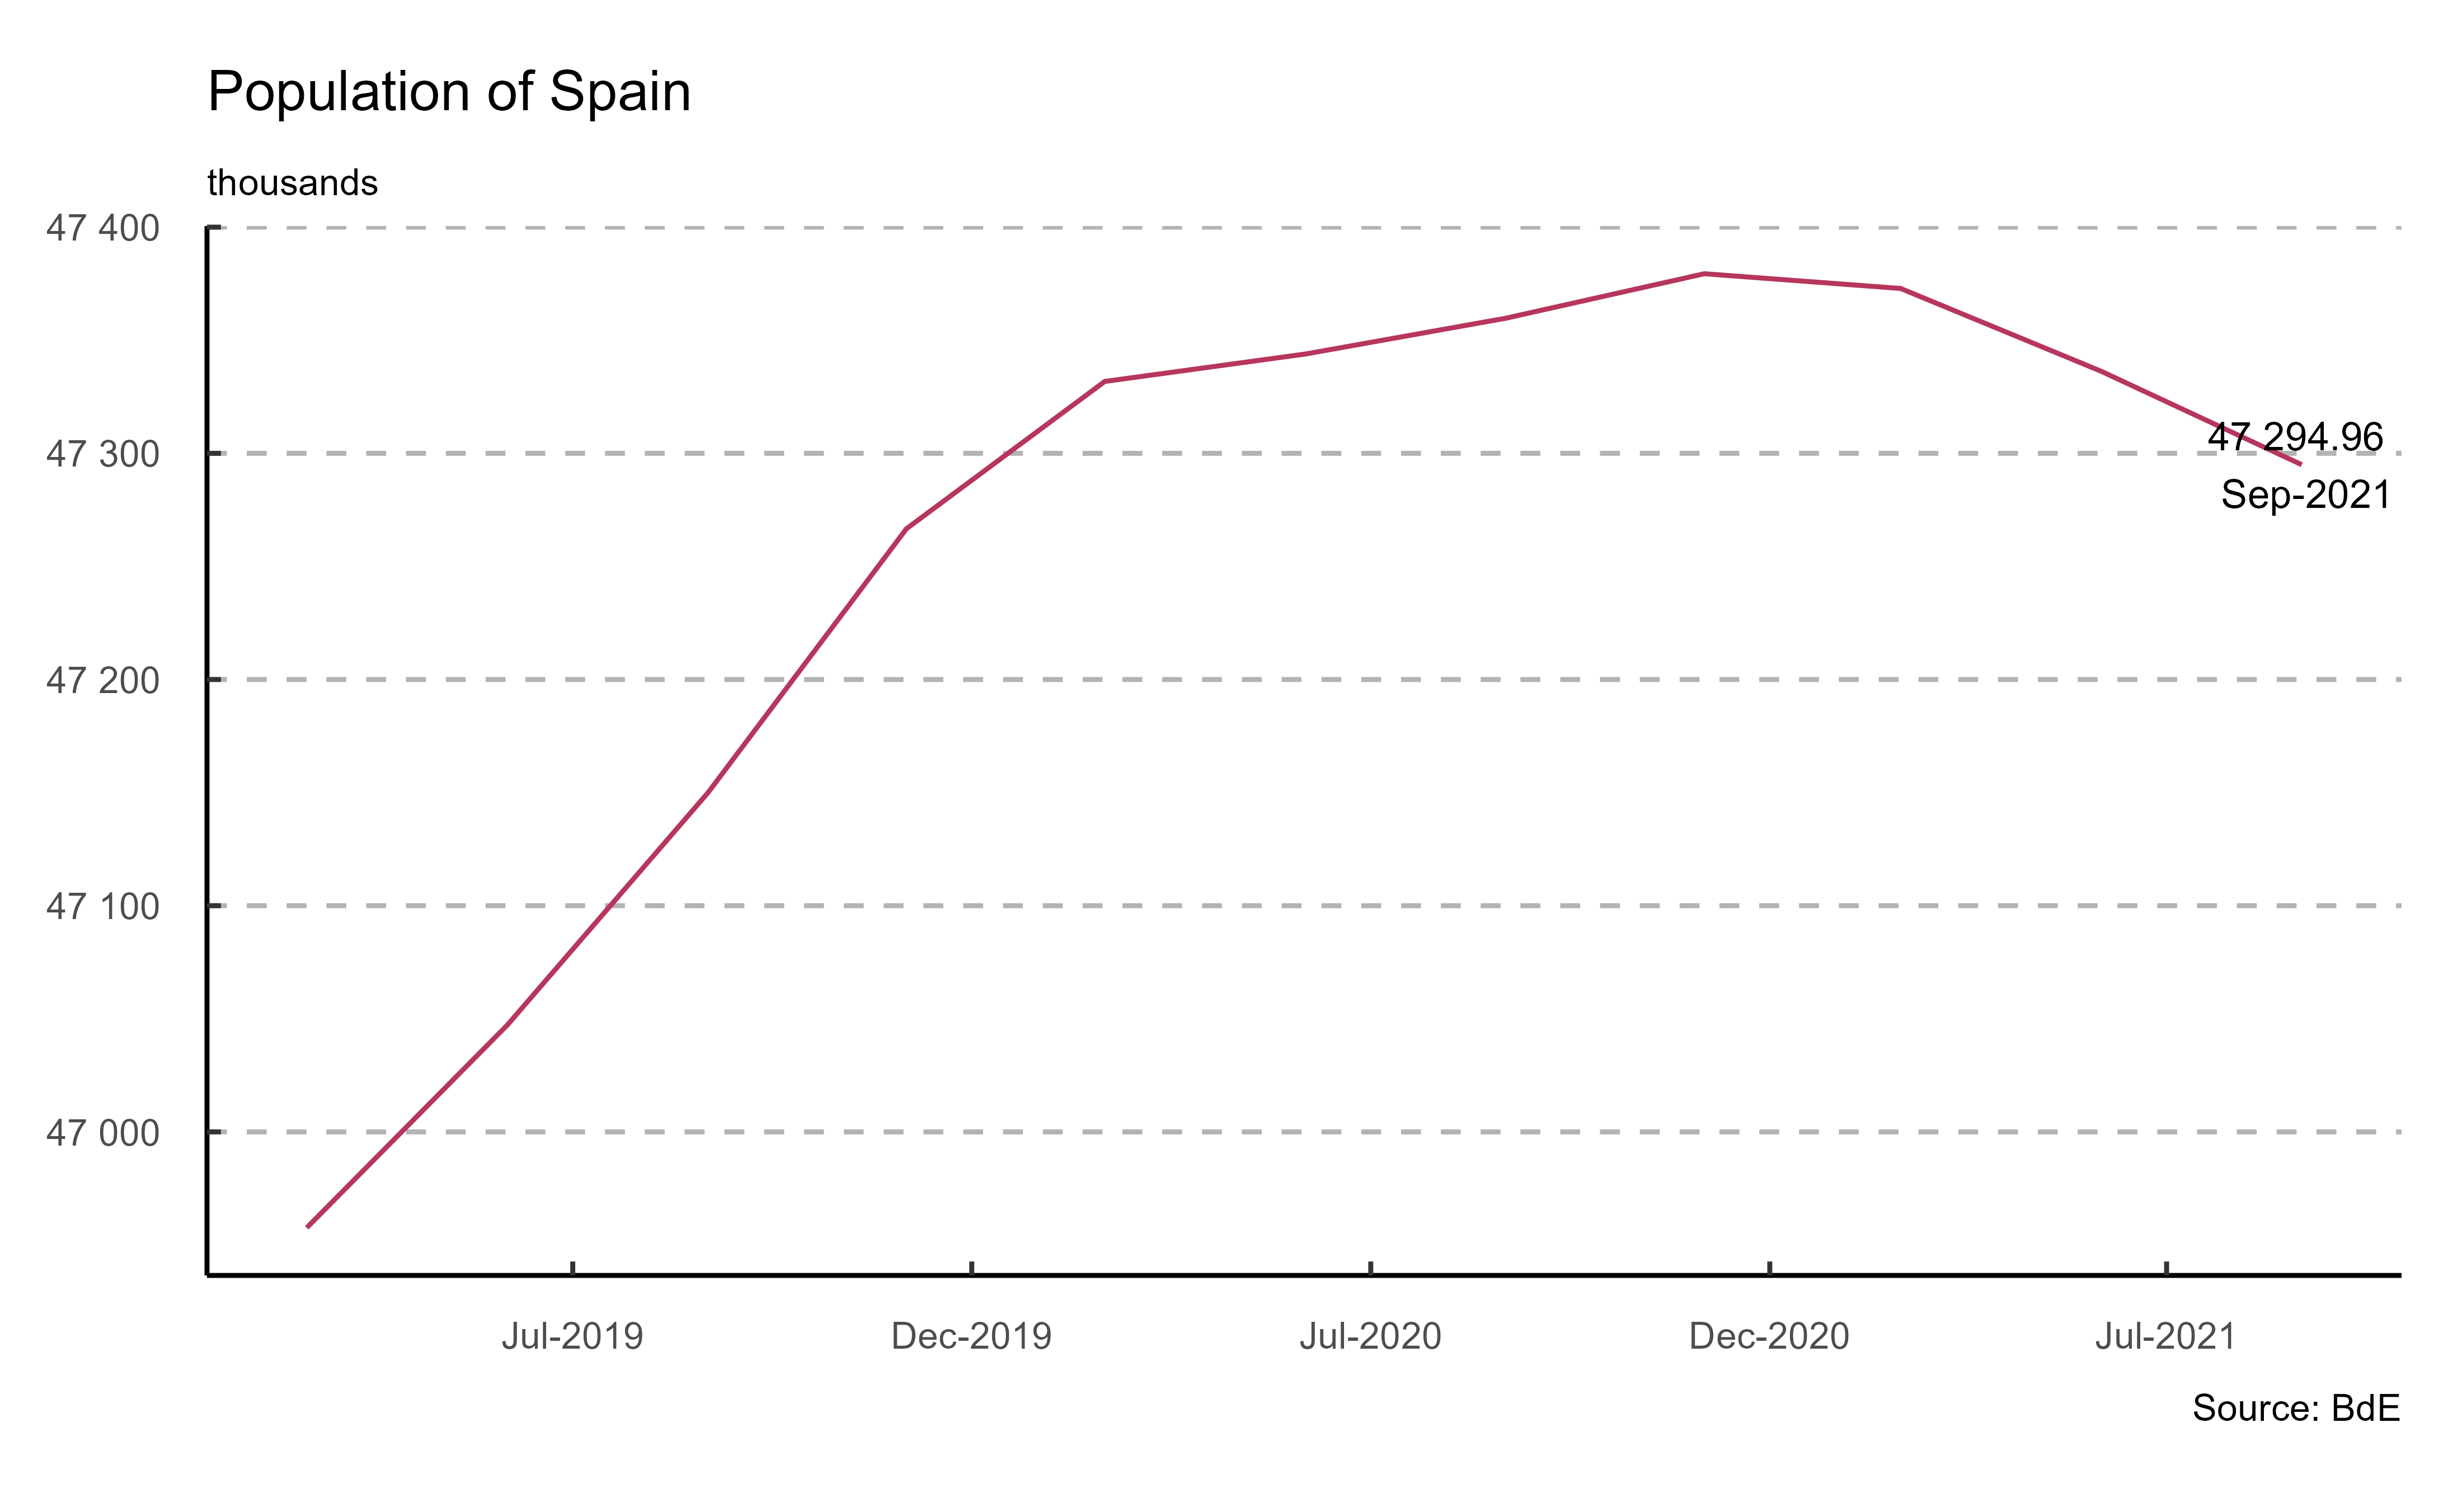 Population of Spain
thousands
47 400
47 300
47 294.96
Sep-2021
47 200
47 100
47 000
Jul-2019 Dec-2019 Jul-2020 Dec-2020 Jul-2021
Source: BdE